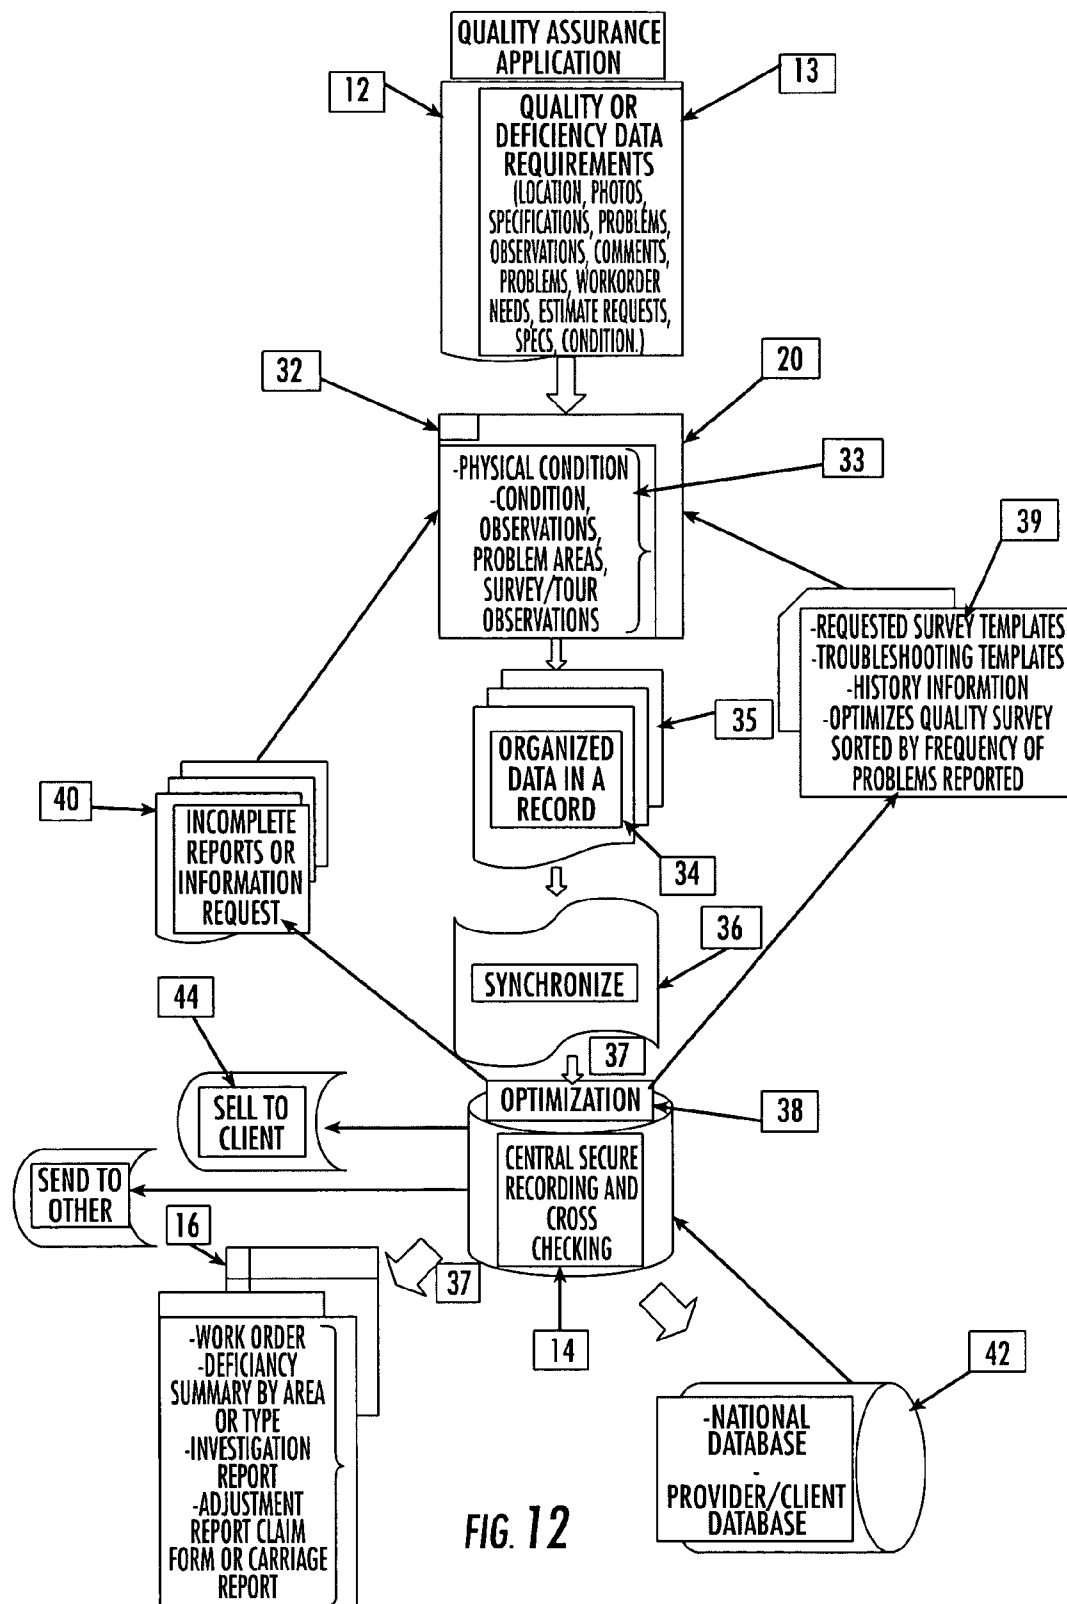 QUALITY ASSURANCE
APPLICATION
12
13
QUALITY OR
DEFICIENCY DATA
REQUIREMENTS
(LOCATION, PHOTOS,
SPECIFICATIONS, PROBLEMS,
OBSERVATIONS, COMMENTS,
PROBLEMS, WORKORDER
NEEDS, ESTIMATE REQUESTS,
SPECS, CONDITION.)
32
20
-PHYSICAL CONDITION
-CONDITION,
OBSERVATIONS,
PROBLEM AREAS,
SURVEY/TOUR
OBSERVATIONS
33
39
-REQUESTED SURVEY TEMPLATES
-TROUBLESHOOTING TEMPLATES
-HISTORY INFORMTION
-OPTIMIZES QUALITY SURVEY
SORTED BY FREQUENCY OF
PROBLEMS REPORTED
35
ORGANIZED
DATA IN A
RECORD
34
40
INCOMPLETE
REPORTS OR
INFORMATION
REQUEST
36
SYNCHRONIZE
44
37
OPTIMIZATION
38
SELL TO
CLIENT
CENTRAL SECURE
RECORDING AND
CROSS
CHECKING
SEND TO
OTHER
16
37
14
-WORK ORDER
-DEFICIANCY
SUMMARY BY AREA
OR TYPE
-INVESTIGATION
REPORT
-ADJUSTMENT
REPORT CLAIM
FORM OR CARRIAGE
REPORT
42
-NATIONAL
DATABASE
-
PROVIDER/CLIENT
DATABASE
FIG. 12